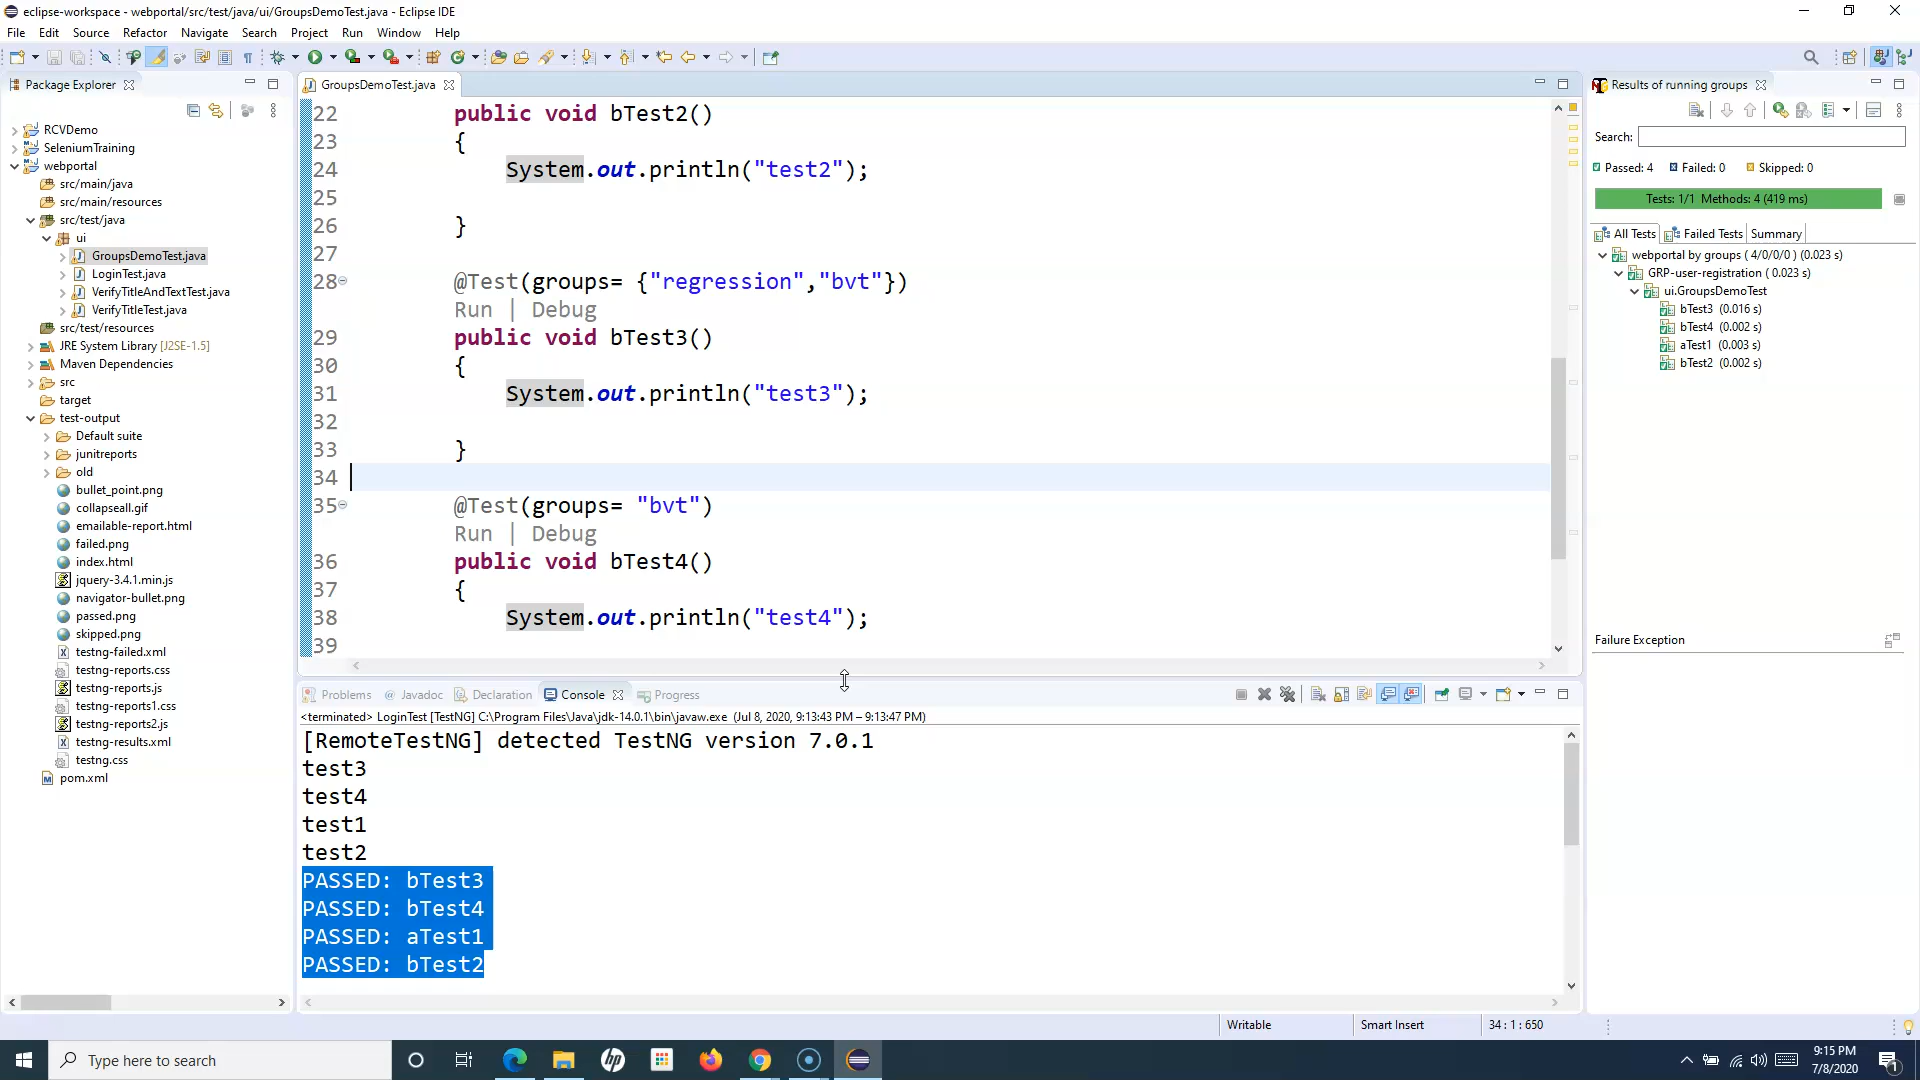 eclipse-workspace - webportal/src/test/java/ui/GroupsDemoTest.java - Eclipse IDE
File Edit Source Refactor Navigate Search Project Run Window Help
Package Explorer
RCVDemo
SeleniumTraining
webportal
src/main/java
src/main/resources
src/test/java
ui
GroupsDemoTest.java
LoginTest.java
VerifyTitleAndTextTest.java
VerifyTitleTest.java
src/test/resources
JRE System Library [J2SE-1.5]
Maven Dependencies
src
target
test-output
Default suite
junitreports
old
bullet_point.png
collapseall.gif
emailable-report.html
failed.png
index.html
jquery-3.4.1.min.js
navigator-bullet.png
passed.png
skipped.png
testng-failed.xml
testng-reports.css
testng-reports.js
testng-reports1.css
testng-reports2.js
testng-results.xml
testng.css
pom.xml
GroupsDemoTest.java
22 public void bTest2()
23 {
24 System.out.println("test2");
25
26 }
27
28 @Test(groups= {"regression","bvt"})
Run | Debug
29 public void bTest3()
30 {
31 System.out.println("test3");
32
33 }
34
35 @Test(groups= "bvt")
Run | Debug
36 public void bTest4()
37 {
38 System.out.println("test4");
39
Problems @ Javadoc Declaration Console Progress
<terminated> LoginTest [TestNG] C:\Program Files\Java\jdk-14.0.1\bin\javaw.exe (Jul 8, 2020, 9:13:43 PM – 9:13:47 PM)
[RemoteTestNG] detected TestNG version 7.0.1
test3
test4
test1
test2
PASSED: bTest3
PASSED: bTest4
PASSED: aTest1
PASSED: bTest2
Results of running groups
Search:
Passed: 4 Failed: 0 Skipped: 0
Tests: 1/1 Methods: 4 (419 ms)
All Tests Failed Tests Summary
webportal by groups ( 4/0/0/0 ) (0.023 s)
GRP-user-registration ( 0.023 s)
ui.GroupsDemoTest
bTest3 (0.016 s)
bTest4 (0.002 s)
aTest1 (0.003 s)
bTest2 (0.002 s)
Failure Exception
Writable Smart Insert 34 : 1 : 650
Type here to search
hp
9:15 PM
7/8/2020
1